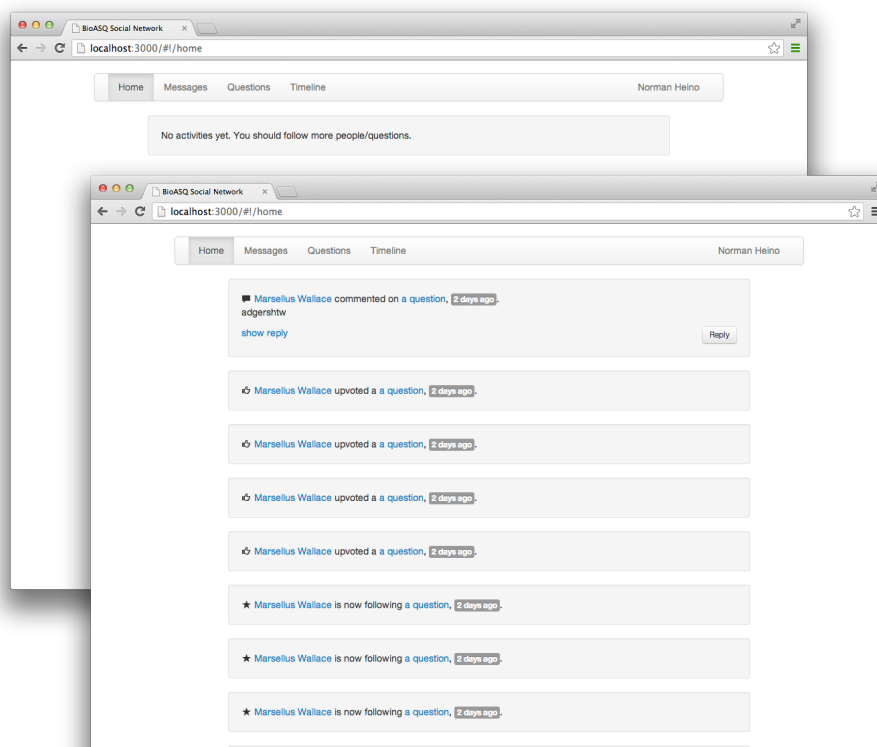 BioASQ Social Network
localhost:3000/#!/home
Home Messages Questions Timeline Norman Heino
No activities yet. You should follow more people/questions.
BioASQ Social Network
localhost:3000/#!/home
Home Messages Questions Timeline Norman Heino
Marsellus Wallace commented on a question, 2 days ago.
adgershtw
show reply Reply
Marsellus Wallace upvoted a a question, 2 days ago.
Marsellus Wallace upvoted a a question, 2 days ago.
Marsellus Wallace upvoted a a question, 2 days ago.
Marsellus Wallace upvoted a a question, 2 days ago.
Marsellus Wallace is now following a question, 2 days ago.
Marsellus Wallace is now following a question, 2 days ago.
Marsellus Wallace is now following a question, 2 days ago.